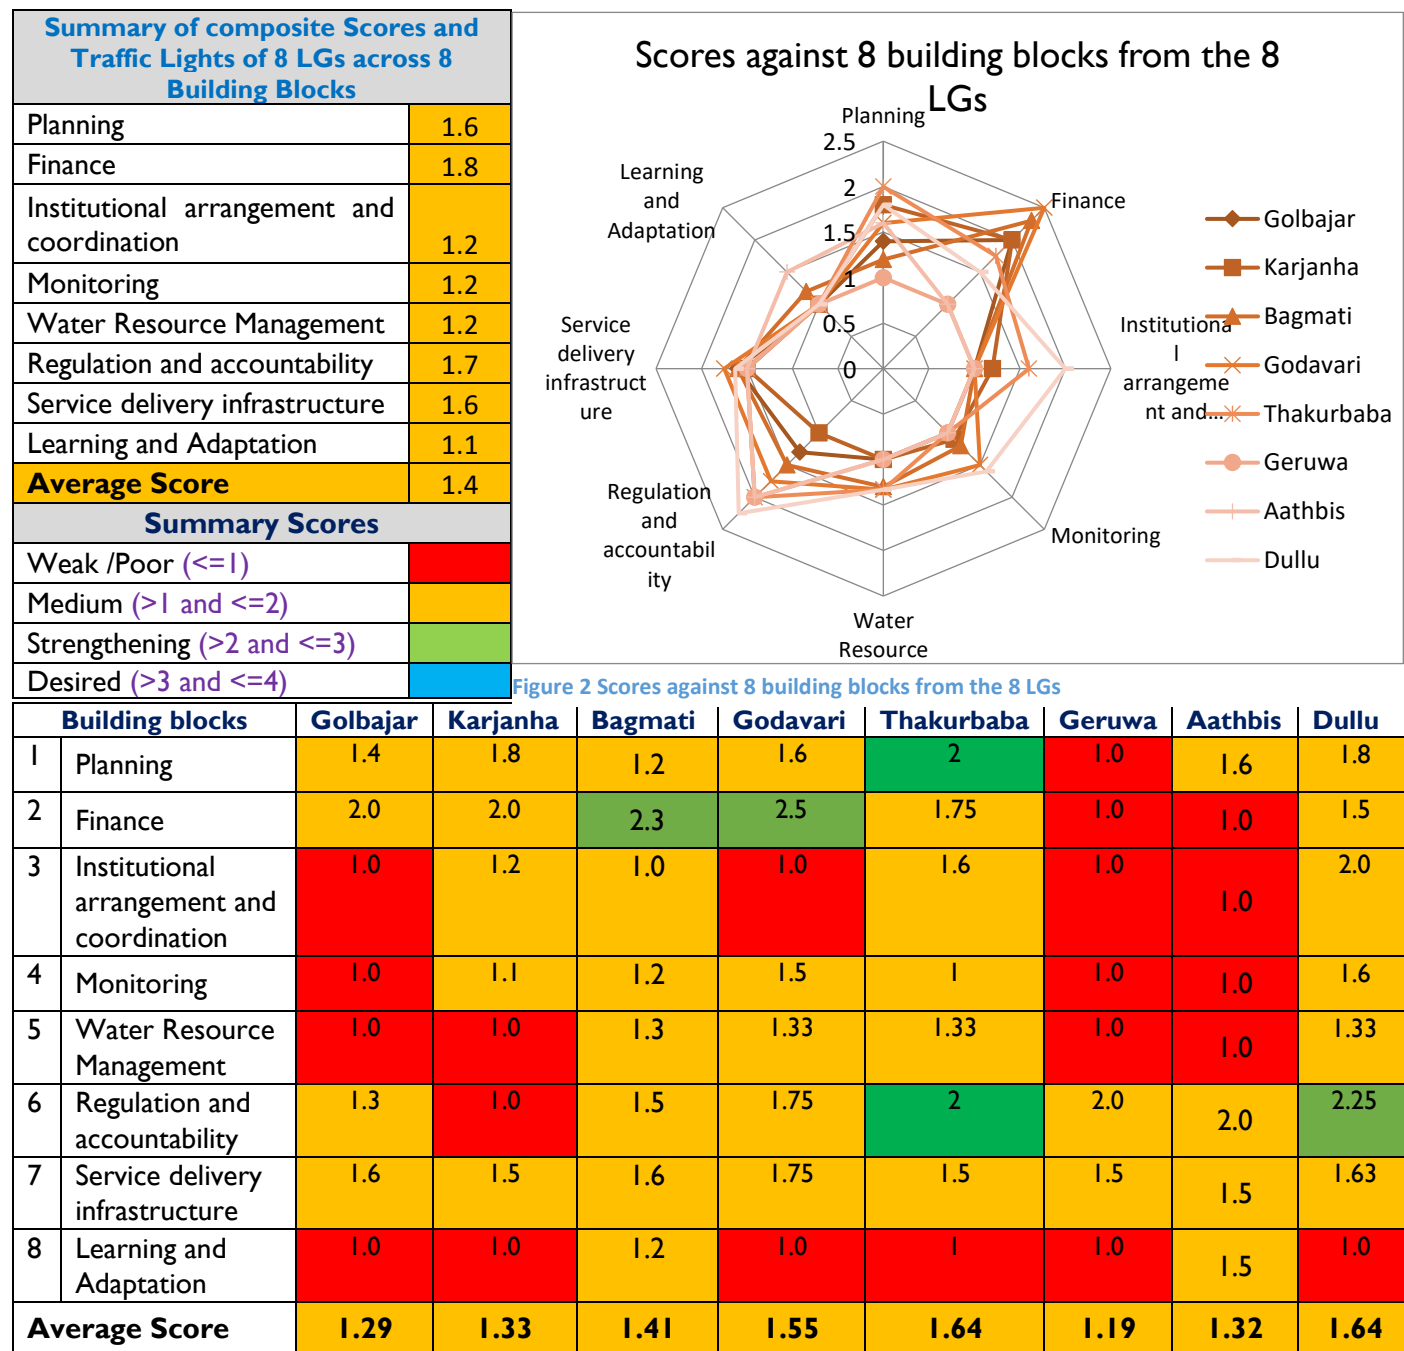 Summary of composite Scores and
Traffic Lights of 8 LGs across 8
Building Blocks
Planning 1.6
Finance 1.8
Institutional arrangement and
coordination 1.2
Monitoring 1.2
Water Resource Management 1.2
Regulation and accountability 1.7
Service delivery infrastructure 1.6
Learning and Adaptation 1.1
Average Score 1.4
Summary Scores
Weak /Poor (<=1)
Medium (>1 and <=2)
Strengthening (>2 and <=3)
Desired (>3 and <=4)
Scores against 8 building blocks from the 8
LGs
Planning
2.5
2
1.5
1
0.5
0
Finance
Institutiona
l
arrangeme
nt and...
Monitoring
Water
Resource
Regulation
and
accountabil
ity
Service
delivery
infrastruct
ure
Learning
and
Adaptation
Golbajar
Karjanha
Bagmati
Godavari
Thakurbaba
Geruwa
Aathbis
Dullu
Figure 2 Scores against 8 building blocks from the 8 LGs
Building blocks Golbajar Karjanha Bagmati Godavari Thakurbaba Geruwa Aathbis Dullu
1 Planning 1.4 1.8 1.2 1.6 2 1.0 1.6 1.8
2 Finance 2.0 2.0 2.3 2.5 1.75 1.0 1.0 1.5
3 Institutional 1.0 1.2 1.0 1.0 1.6 1.0 1.0 2.0
arrangement and
coordination
4 Monitoring 1.0 1.1 1.2 1.5 1 1.0 1.0 1.6
5 Water Resource 1.0 1.0 1.3 1.33 1.33 1.0 1.0 1.33
Management
6 Regulation and 1.3 1.0 1.5 1.75 2 2.0 2.0 2.25
accountability
7 Service delivery 1.6 1.5 1.6 1.75 1.5 1.5 1.5 1.63
infrastructure
8 Learning and 1.0 1.0 1.2 1.0 1 1.0 1.5 1.0
Adaptation
Average Score 1.29 1.33 1.41 1.55 1.64 1.19 1.32 1.64